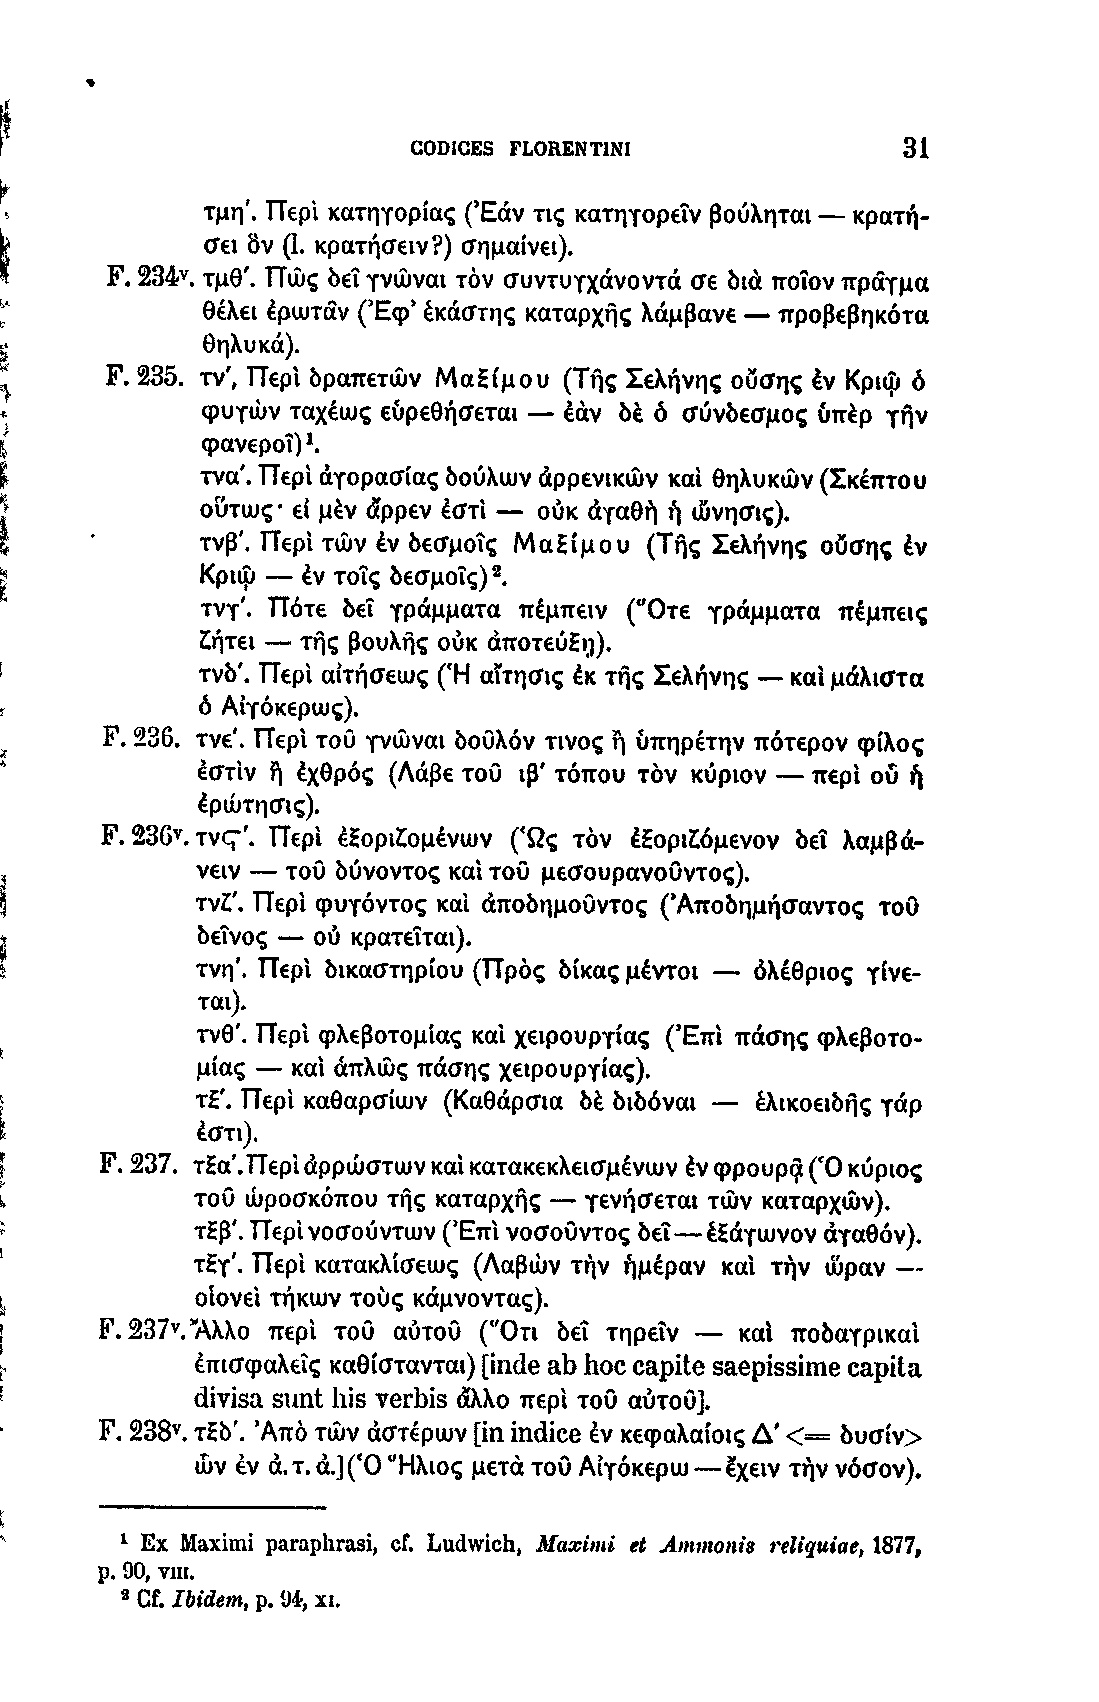 CODICES FLORENTINI 31
τμη'. Περὶ κατηγορίας (Ἐάν τις κατηγορεῖν βούληται — κρατή-
σει ὃν (l. κρατήσειν?) σημαίνει).
F. 234ᵛ. τμθ'. Πῶς δεῖ γνῶναι τὸν συντυγχάνοντά σε διὰ ποῖον πρᾶγμα
θέλει ἐρωτᾶν (Ἐφ' ἑκάστης καταρχῆς λάμβανε — προβεβηκότα
θηλυκά).
F. 235. τν', Περὶ δραπετῶν Μαξίμου (Τῆς Σελήνης οὔσης ἐν Κριῷ ὁ
φυγὼν ταχέως εὑρεθήσεται — ἐὰν δὲ ὁ σύνδεσμος ὑπὲρ γῆν
φανεροῖ)¹.
τνα'. Περὶ ἀγορασίας δούλων ἀρρενικῶν καὶ θηλυκῶν (Σκέπτου
οὕτως· εἰ μὲν ἄρρεν ἐστὶ — οὐκ ἀγαθὴ ἡ ὤνησις).
τνβ'. Περὶ τῶν ἐν δεσμοῖς Μαξίμου (Τῆς Σελήνης οὔσης ἐν
Κριῷ — ἐν τοῖς δεσμοῖς)².
τνγ'. Πότε δεῖ γράμματα πέμπειν (Ὅτε γράμματα πέμπεις
ζήτει — τῆς βουλῆς οὐκ ἀποτεύξῃ).
τνδ'. Περὶ αἰτήσεως (Ἡ αἴτησις ἐκ τῆς Σελήνης — καὶ μάλιστα
ὁ Αἰγόκερως).
F. 236. τνε'. Περὶ τοῦ γνῶναι δοῦλόν τινος ἢ ὑπηρέτην πότερον φίλος
ἐστὶν ἢ ἐχθρός (Λάβε τοῦ ιβ' τόπου τὸν κύριον — περὶ οὗ ἡ
ἐρώτησις).
F. 236ᵛ. τνϛ'. Περὶ ἐξοριζομένων (Ὡς τὸν ἐξοριζόμενον δεῖ λαμβά-
νειν — τοῦ δύνοντος καὶ τοῦ μεσουρανοῦντος).
τνζ'. Περὶ φυγόντος καὶ ἀποδημοῦντος (Ἀποδημήσαντος τοῦ
δεῖνος — οὐ κρατεῖται).
τνη'. Περὶ δικαστηρίου (Πρὸς δίκας μέντοι — ὀλέθριος γίνε-
ται).
τνθ'. Περὶ φλεβοτομίας καὶ χειρουργίας (Ἐπὶ πάσης φλεβοτο-
μίας — καὶ ἁπλῶς πάσης χειρουργίας).
τξ'. Περὶ καθαρσίων (Καθάρσια δὲ διδόναι — ἑλικοειδὴς γάρ
ἐστι).
F. 237. τξα'. Περὶ ἀρρώστων καὶ κατακεκλεισμένων ἐν φρουρᾷ (Ὁ κύριος
τοῦ ὡροσκόπου τῆς καταρχῆς — γενήσεται τῶν καταρχῶν).
τξβ'. Περὶ νοσούντων (Ἐπὶ νοσοῦντος δεῖ — ἑξάγωνον ἀγαθόν).
τξγ'. Περὶ κατακλίσεως (Λαβὼν τὴν ἡμέραν καὶ τὴν ὥραν —
οἱονεὶ τήκων τοὺς κάμνοντας).
F. 237ᵛ. Ἄλλο περὶ τοῦ αὐτοῦ (Ὅτι δεῖ τηρεῖν — καὶ ποδαγρικαὶ
ἐπισφαλεῖς καθίστανται) [inde ab hoc capite saepissime capita
divisa sunt his verbis ἄλλο περὶ τοῦ αὐτοῦ].
F. 238ᵛ. τξδ'. Ἀπὸ τῶν ἀστέρων [in indice ἐν κεφαλαίοις Δ' <= δυσίν>
ὧν ἐν ἀ. τ. ἀ.] (Ὁ Ἥλιος μετὰ τοῦ Αἰγόκερω — ἔχειν τὴν νόσον).
¹ Ex Maximi paraphrasi, cf. Ludwich, Maximi et Ammonis reliquiae, 1877,
p. 90, VIII.
² Cf. Ibidem, p. 94, XI.